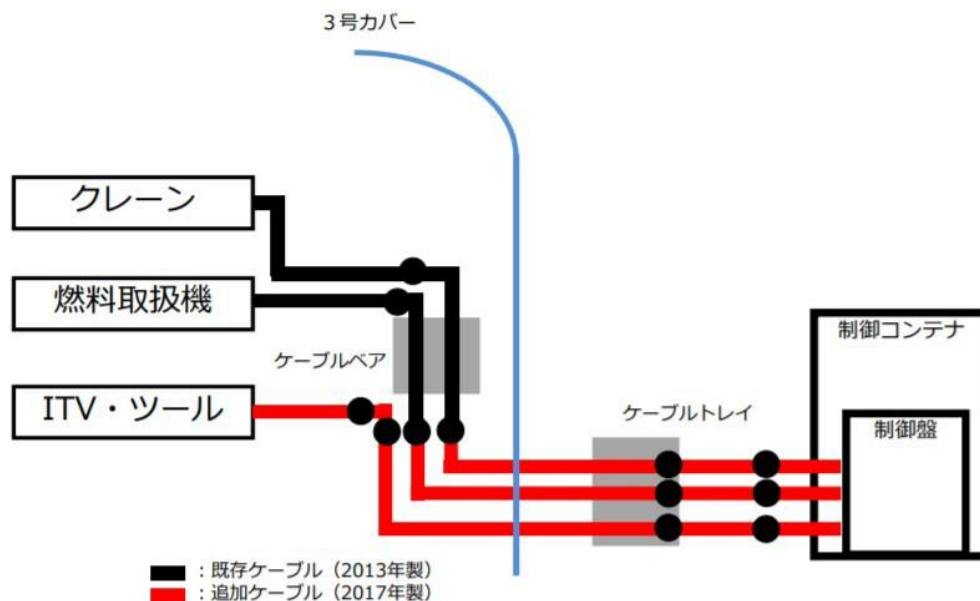 3号カバー
クレーン
燃料取扱機
ケーブルベア
ITV・ツール
ケーブルトレイ
制御コンテナ
制御盤
：既存ケーブル（2013年製）
：追加ケーブル（2017年製）